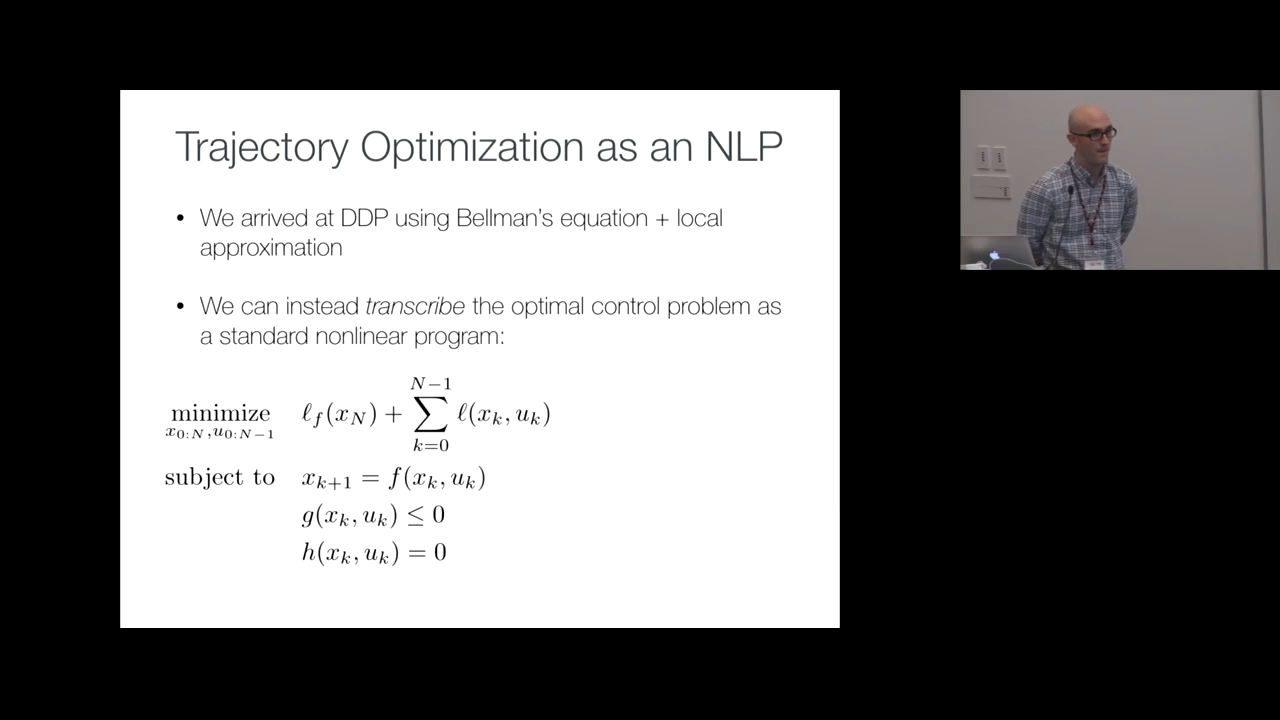 Trajectory Optimization as an NLP
• We arrived at DDP using Bellman's equation + local
approximation
• We can instead transcribe the optimal control problem as
a standard nonlinear program:
minimize ℓ_f(x_N) + ∑_{k=0}^{N−1} ℓ(x_k, u_k)
x_{0:N}, u_{0:N−1}
subject to x_{k+1} = f(x_k, u_k)
g(x_k, u_k) ≤ 0
h(x_k, u_k) = 0